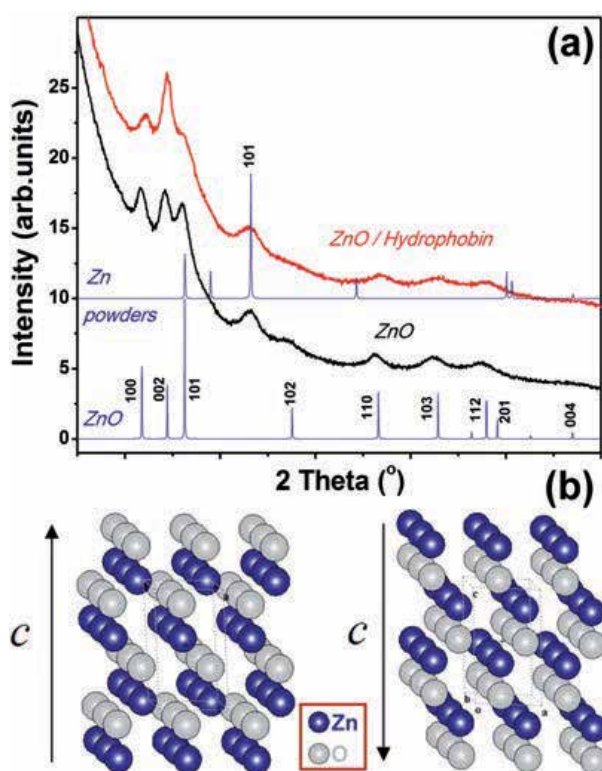 (a)
Intensity (arb.units)
25
20
15
10
5
0
101
ZnO / Hydrophobin
Zn
powders
ZnO
ZnO
100
002
101
102
110
103
112
201
004
2 Theta (°)
(b)
c
c
c
b
o
a
Zn
O